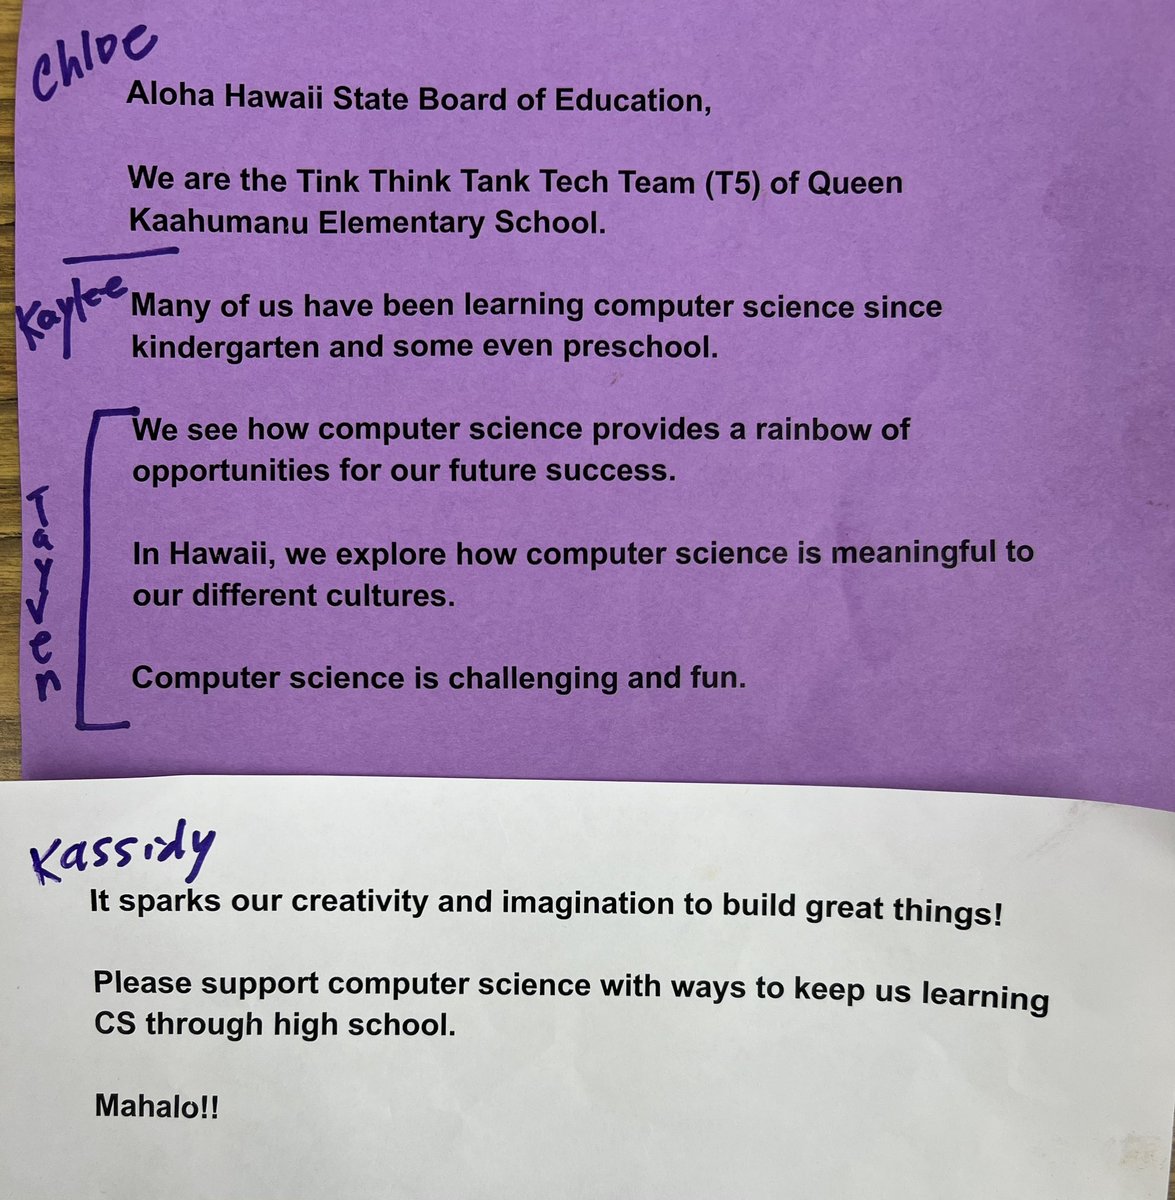 Chloe
Aloha Hawaii State Board of Education,
We are the Tink Think Tank Tech Team (T5) of Queen
Kaahumanu Elementary School.
Kaylee
Many of us have been learning computer science since
kindergarten and some even preschool.
Tayven
We see how computer science provides a rainbow of
opportunities for our future success.
In Hawaii, we explore how computer science is meaningful to
our different cultures.
Computer science is challenging and fun.
Kassidy
It sparks our creativity and imagination to build great things!
Please support computer science with ways to keep us learning
CS through high school.
Mahalo!!